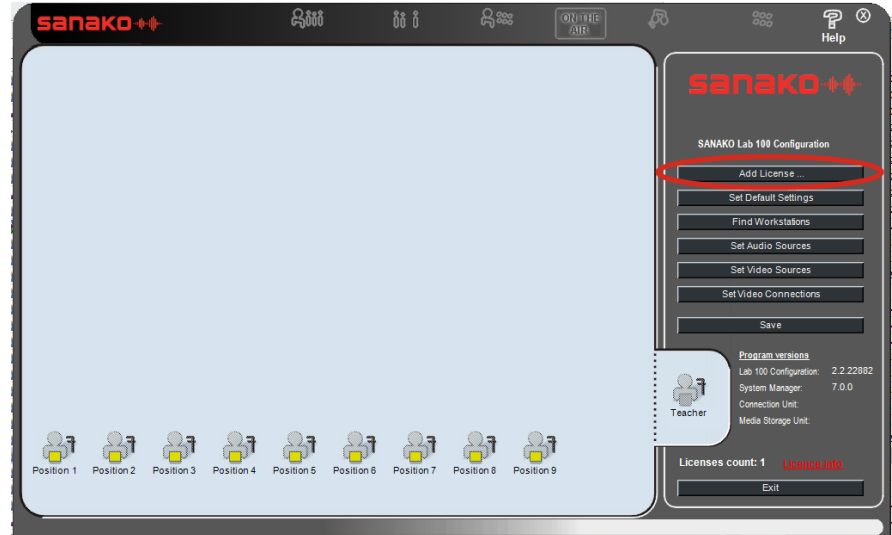 sanako
ON THE
AIR
Help
sanako
SANAKO Lab 100 Configuration
Add License ...
Set Default Settings
Find Workstations
Set Audio Sources
Set Video Sources
Set Video Connections
Save
Program versions
Lab 100 Configuration: 2.2.22882
System Manager: 7.0.0
Connection Unit:
Media Storage Unit:
Teacher
Position 1 Position 2 Position 3 Position 4 Position 5 Position 6 Position 7 Position 8 Position 9
Licenses count: 1 Licence info
Exit